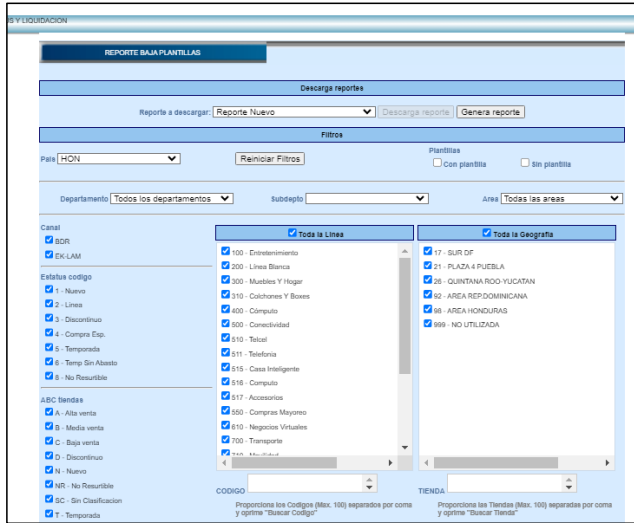 IS Y LIQUIDACION
REPORTE BAJA PLANTILLAS
Descarga reportes
Reporte a descargar: Reporte Nuevo Descarga reporte Genera reporte
Filtros
País HON Reiniciar Filtros
Plantillas
Con plantilla Sin plantilla
Departamento Todos los departamentos Subdepto Area Todas las areas
Canal
BDR
EK-LAM
Estatus codigo
1 - Nuevo
2 - Linea
3 - Discontinuo
4 - Compra Esp.
5 - Temporada
6 - Temp Sin Abasto
8 - No Resurtible
ABC tiendas
A - Alta venta
B - Media venta
C - Baja venta
D - Discontinuo
N - Nuevo
NR - No Resurtible
SC - Sin Clasificacion
T - Temporada
Toda la Linea
100 - Entretenimiento
200 - Línea Blanca
300 - Muebles Y Hogar
310 - Colchones Y Boxes
400 - Cómputo
500 - Conectividad
510 - Telcel
511 - Telefonia
515 - Casa Inteligente
516 - Computo
517 - Accesorios
550 - Compras Mayoreo
610 - Negocios Virtuales
700 - Transporte
710 - Movilidad
CODIGO
Proporciona los Codigos (Max. 100) separados por coma
y oprime "Buscar Codigo"
Toda la Geografia
17 - SUR DF
21 - PLAZA 4 PUEBLA
26 - QUINTANA ROO-YUCATAN
92 - AREA REP.DOMINICANA
98 - AREA HONDURAS
999 - NO UTILIZADA
TIENDA
Proporciona las Tiendas (Max. 100) separadas por coma
y oprime "Buscar Tienda"